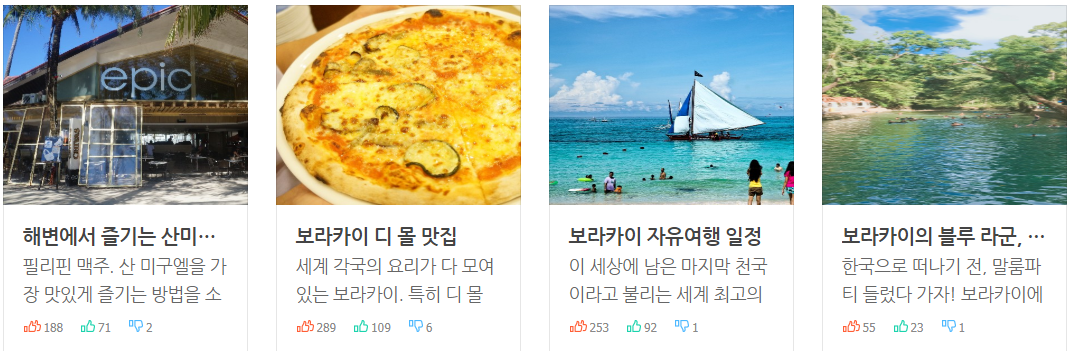 epic
해변에서 즐기는 산미…
필리핀 맥주. 산 미구엘을 가
장 맛있게 즐기는 방법을 소
188 71 2
보라카이 디 몰 맛집
세계 각국의 요리가 다 모여
있는 보라카이. 특히 디 몰
289 109 6
보라카이 자유여행 일정
이 세상에 남은 마지막 천국
이라고 불리는 세계 최고의
253 92 1
보라카이의 블루 라군, …
한국으로 떠나기 전, 말룸파
티 들렀다 가자! 보라카이에
55 23 1